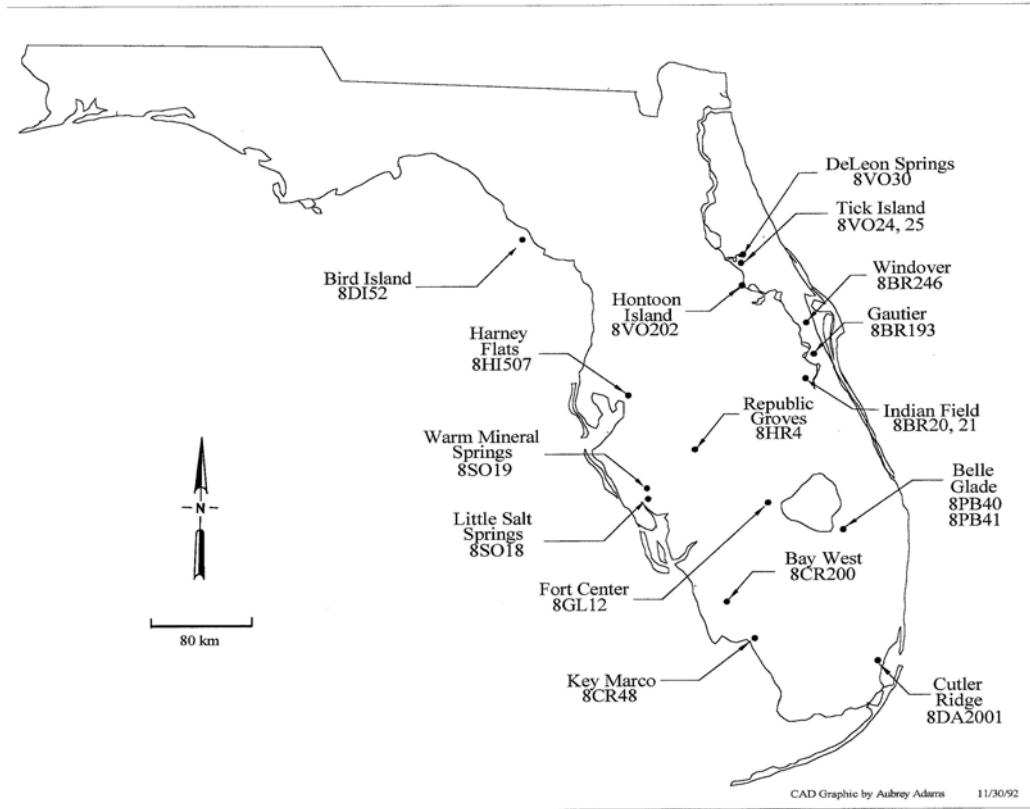 DeLeon Springs
8VO30
Tick Island
8VO24, 25
Windover
8BR246
Bird Island
8DI52
Hontoon
Island
8VO202
Gautier
8BR193
Harney
Flats
8HI507
Republic
Groves
8HR4
Indian Field
8BR20, 21
Warm Mineral
Springs
8SO19
Belle
Glade
8PB40
8PB41
N
Little Salt
Springs
8SO18
Bay West
8CR200
Fort Center
8GL12
80 km
Key Marco
8CR48
Cutler
Ridge
8DA2001
CAD Graphic by Aubrey Adams 11/30/92